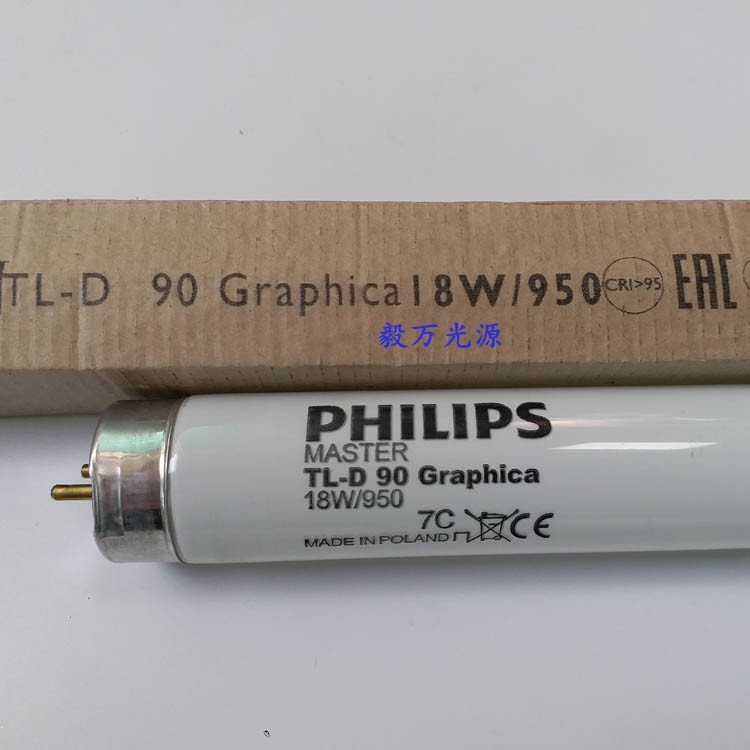 TL-D 90 Graphica 18W/950 CRI>95 EAC
毅万光源
PHILIPS
MASTER
TL-D 90 Graphica
18W/950
7C CE
MADE IN POLAND